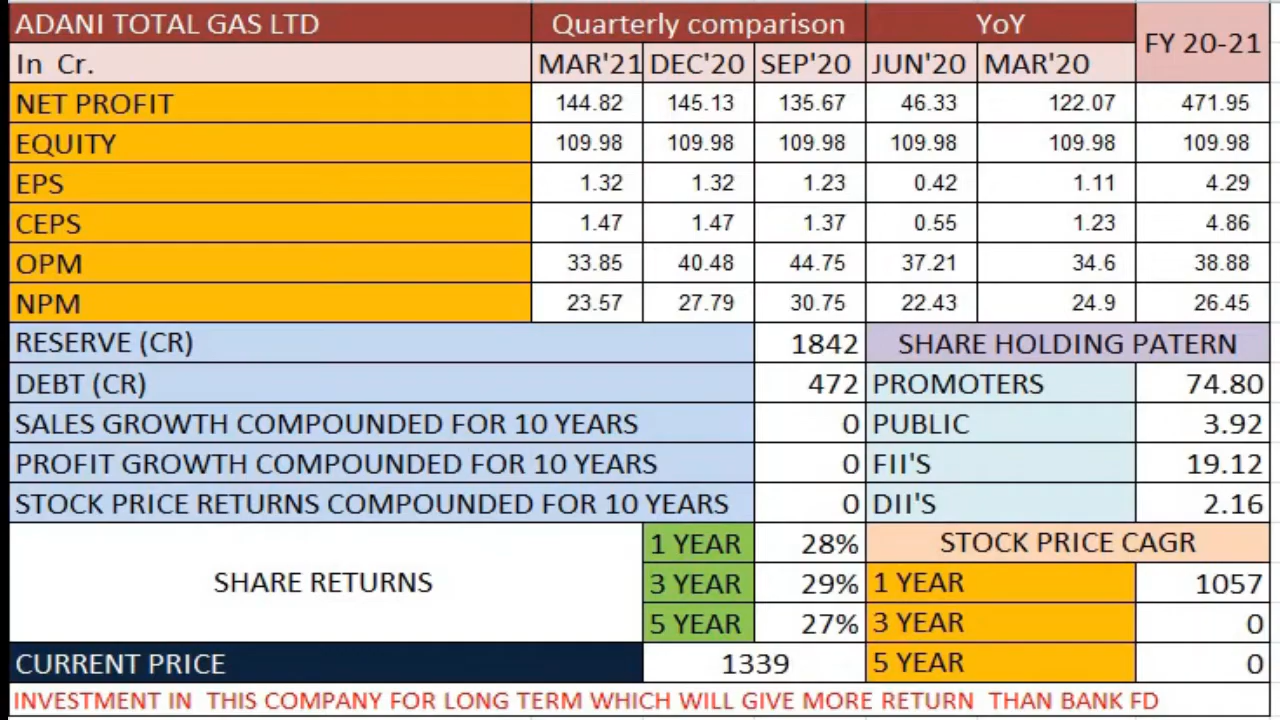 ADANI TOTAL GAS LTD Quarterly comparison YoY FY 20-21
In Cr. MAR'21 DEC'20 SEP'20 JUN'20 MAR'20
NET PROFIT 144.82 145.13 135.67 46.33 122.07 471.95
EQUITY 109.98 109.98 109.98 109.98 109.98 109.98
EPS 1.32 1.32 1.23 0.42 1.11 4.29
CEPS 1.47 1.47 1.37 0.55 1.23 4.86
OPM 33.85 40.48 44.75 37.21 34.6 38.88
NPM 23.57 27.79 30.75 22.43 24.9 26.45
RESERVE (CR) 1842 SHARE HOLDING PATERN
DEBT (CR) 472 PROMOTERS 74.80
SALES GROWTH COMPOUNDED FOR 10 YEARS 0 PUBLIC 3.92
PROFIT GROWTH COMPOUNDED FOR 10 YEARS 0 FII'S 19.12
STOCK PRICE RETURNS COMPOUNDED FOR 10 YEARS 0 DII'S 2.16
1 YEAR 28% STOCK PRICE CAGR
SHARE RETURNS 3 YEAR 29% 1 YEAR 1057
5 YEAR 27% 3 YEAR 0
CURRENT PRICE 1339 5 YEAR 0
INVESTMENT IN THIS COMPANY FOR LONG TERM WHICH WILL GIVE MORE RETURN THAN BANK FD